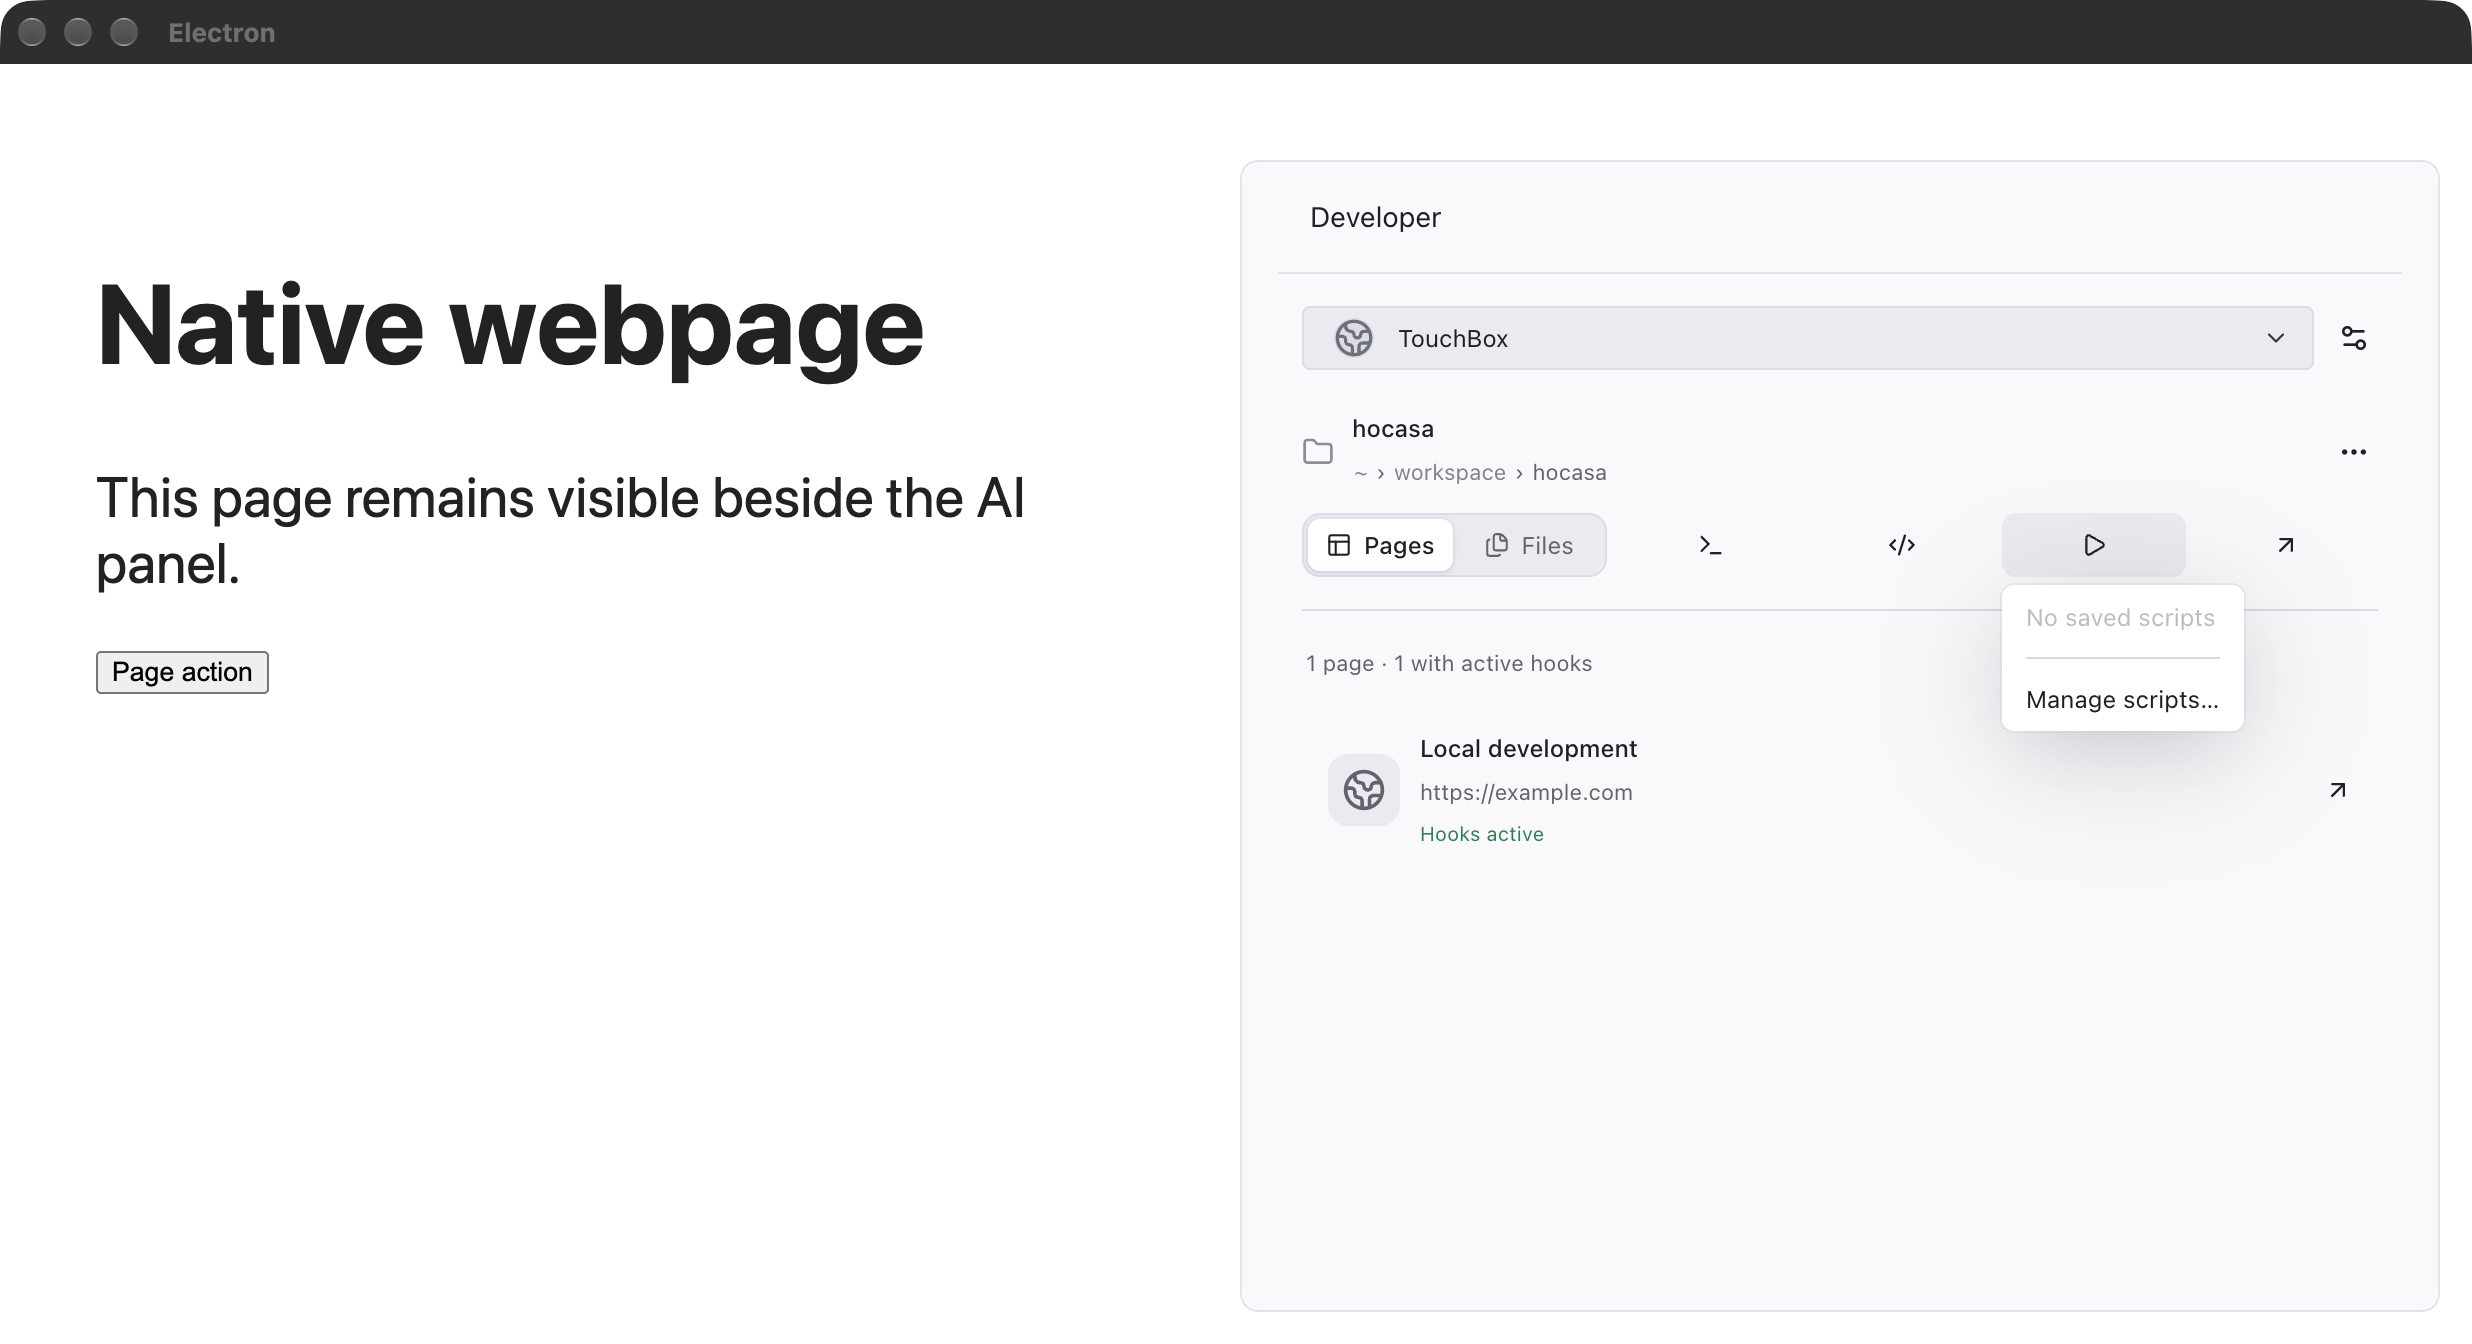 Electron
Native webpage
This page remains visible beside the AI
panel.
Page action
Developer
TouchBox
hocasa
~ › workspace › hocasa
Pages
Files
No saved scripts
Manage scripts...
1 page · 1 with active hooks
Local development
https://example.com
Hooks active